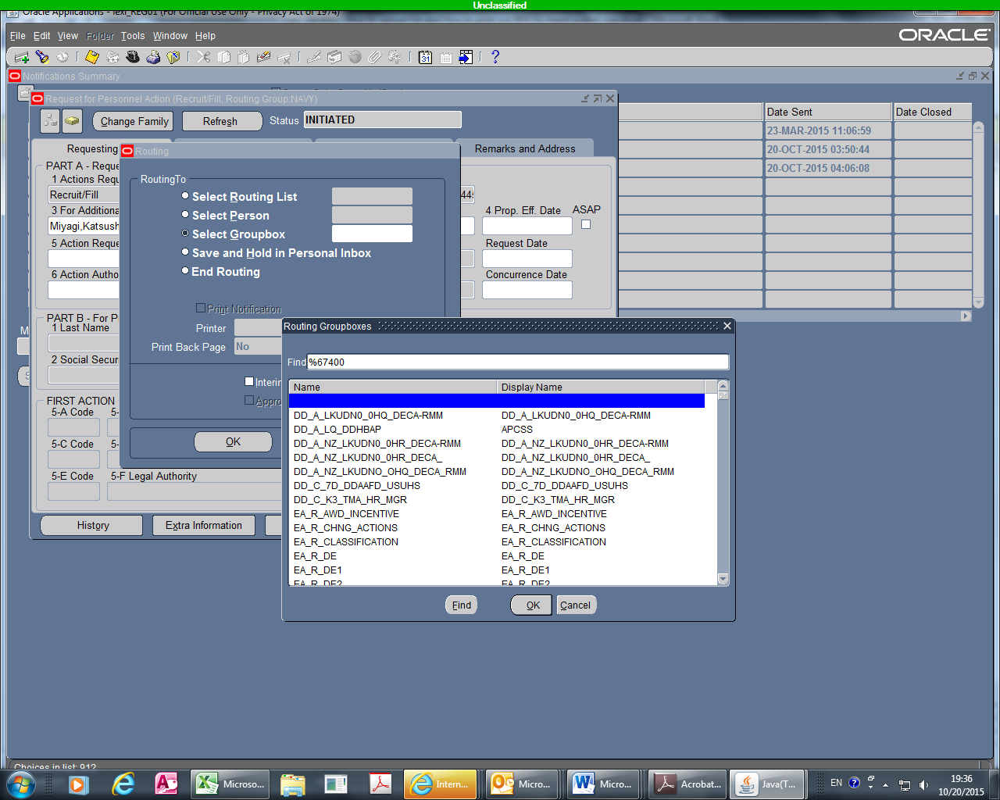 Unclassified
Oracle Applications - Text_REG01 (For Official Use Only - Privacy Act of 1974)
File Edit View Folder Tools Window Help
ORACLE
Notifications Summary
Request for Personnel Action (Recruit/Fill, Routing Group:NAVY)
Change Family Refresh Status INITIATED
Date Sent Date Closed
23-MAR-2015 11:06:59
20-OCT-2015 03:50:44
20-OCT-2015 04:06:08
Requesting Remarks and Address
PART A - Reque
1 Actions Requ
Recruit/Fill
3 For Additiona
Miyagi,Katsush
4 Prop. Eff. Date ASAP
5 Action Reque
Request Date
6 Action Autho
Concurrence Date
PART B - For P
1 Last Name
2 Social Secur
FIRST ACTION
5-A Code 5-
5-C Code 5-
5-E Code 5-F Legal Authority
History Extra Information
Routing
RoutingTo
Select Routing List
Select Person
Select Groupbox
Save and Hold in Personal Inbox
End Routing
Print Notification
Printer
Print Back Page No
Interin
Appro
OK
Routing Groupboxes
Find %67400
Name Display Name
DD_A_LKUDN0_0HQ_DECA-RMM DD_A_LKUDN0_0HQ_DECA-RMM
DD_A_LQ_DDHBAP APCSS
DD_A_NZ_LKUDN0_0HR_DECA-RMM DD_A_NZ_LKUDN0_0HR_DECA-RMM
DD_A_NZ_LKUDN0_0HR_DECA_ DD_A_NZ_LKUDN0_0HR_DECA_
DD_A_NZ_LKUDNO_OHQ_DECA_RMM DD_A_NZ_LKUDNO_OHQ_DECA_RMM
DD_C_7D_DDAAFD_USUHS DD_C_7D_DDAAFD_USUHS
DD_C_K3_TMA_HR_MGR DD_C_K3_TMA_HR_MGR
EA_R_AWD_INCENTIVE EA_R_AWD_INCENTIVE
EA_R_CHNG_ACTIONS EA_R_CHNG_ACTIONS
EA_R_CLASSIFICATION EA_R_CLASSIFICATION
EA_R_DE EA_R_DE
EA_R_DE1 EA_R_DE1
EA_R_DE2 EA_R_DE2
Find OK Cancel
Choices in list: 912
Microso... Intern... Micro... Micro... Acrobat... Java(T...
EN 19:36
10/20/2015